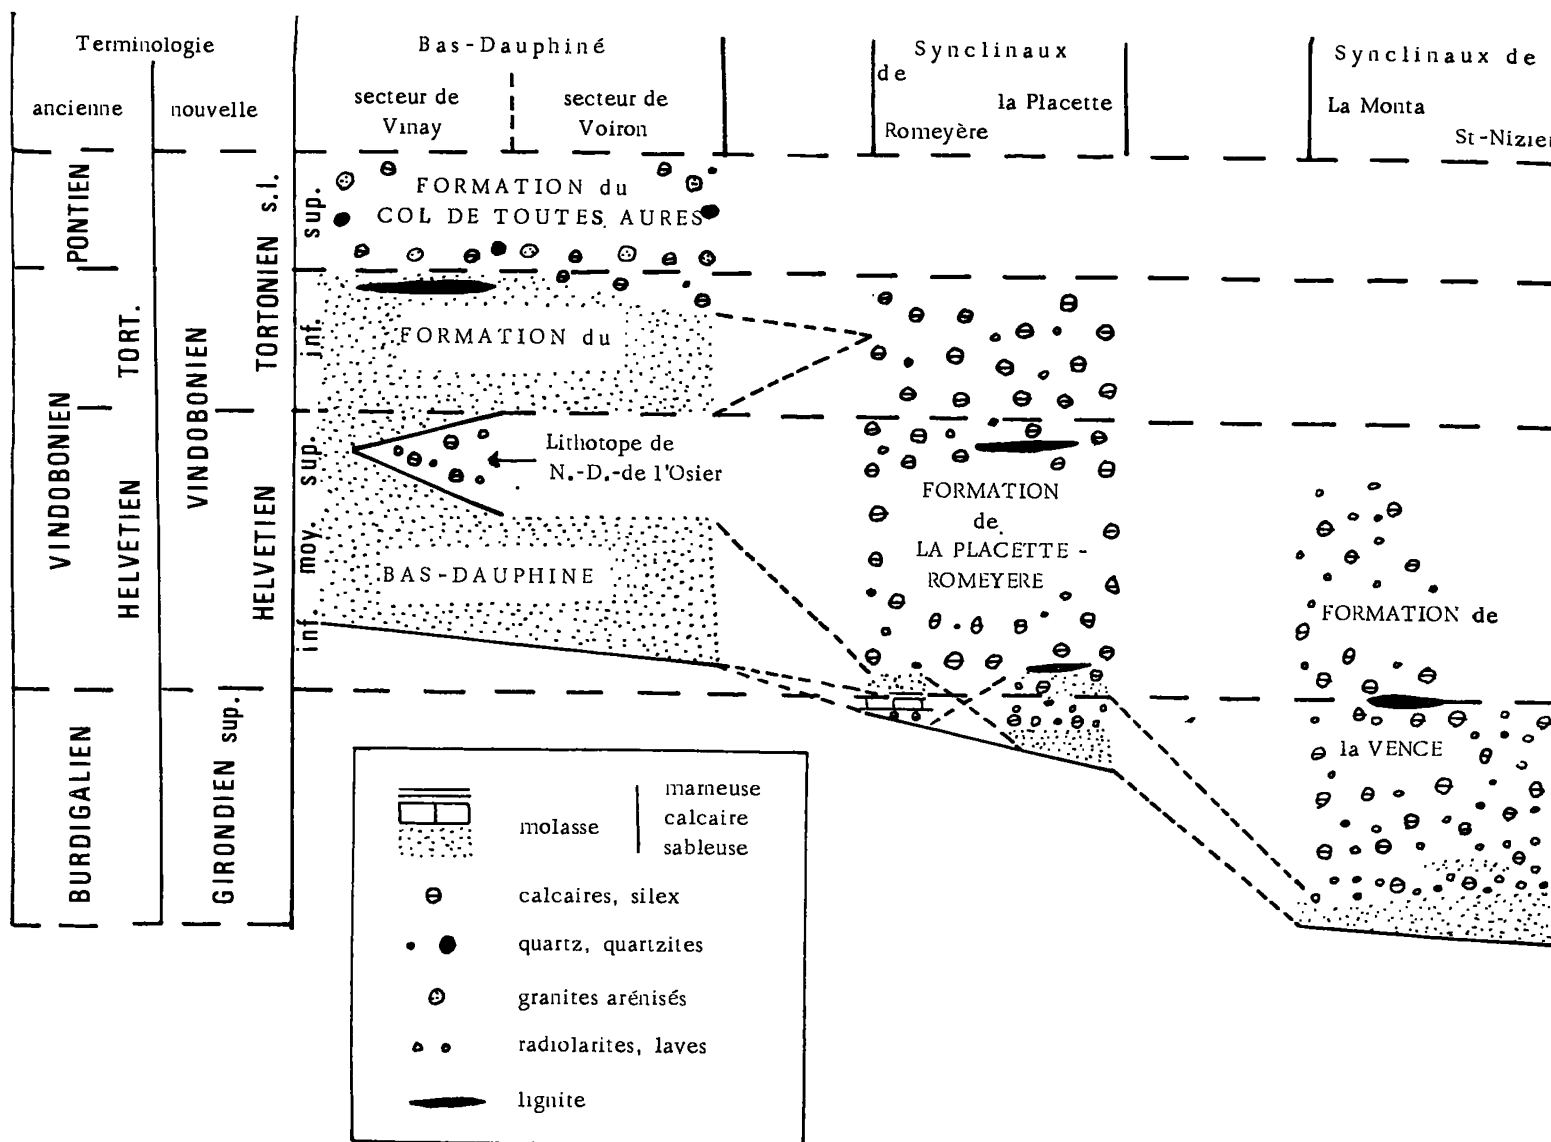 Terminologie
ancienne
nouvelle
Bas-Dauphiné
secteur de
Vinay
secteur de
Voiron
Synclinaux
de
la Placette
Romeyère
Synclinaux de
La Monta
St-Nizier
PONTIEN
VINDOBONIEN
TORT.
HELVETIEN
BURDIGALIEN
VINDOBONIEN
TORTONIEN s.l.
HELVETIEN
GIRONDIEN sup.
sup.
inf.
sup.
moy.
inf.
FORMATION du
COL DE TOUTES AURES
FORMATION du
Lithotope de
N.-D.-de l'Osier
BAS-DAUPHINE
FORMATION
de
LA PLACETTE -
ROMEYERE
FORMATION de
la VENCE
molasse
marneuse
calcaire
sableuse
calcaires, silex
quartz, quartzites
granites arénisés
radiolarites, laves
lignite